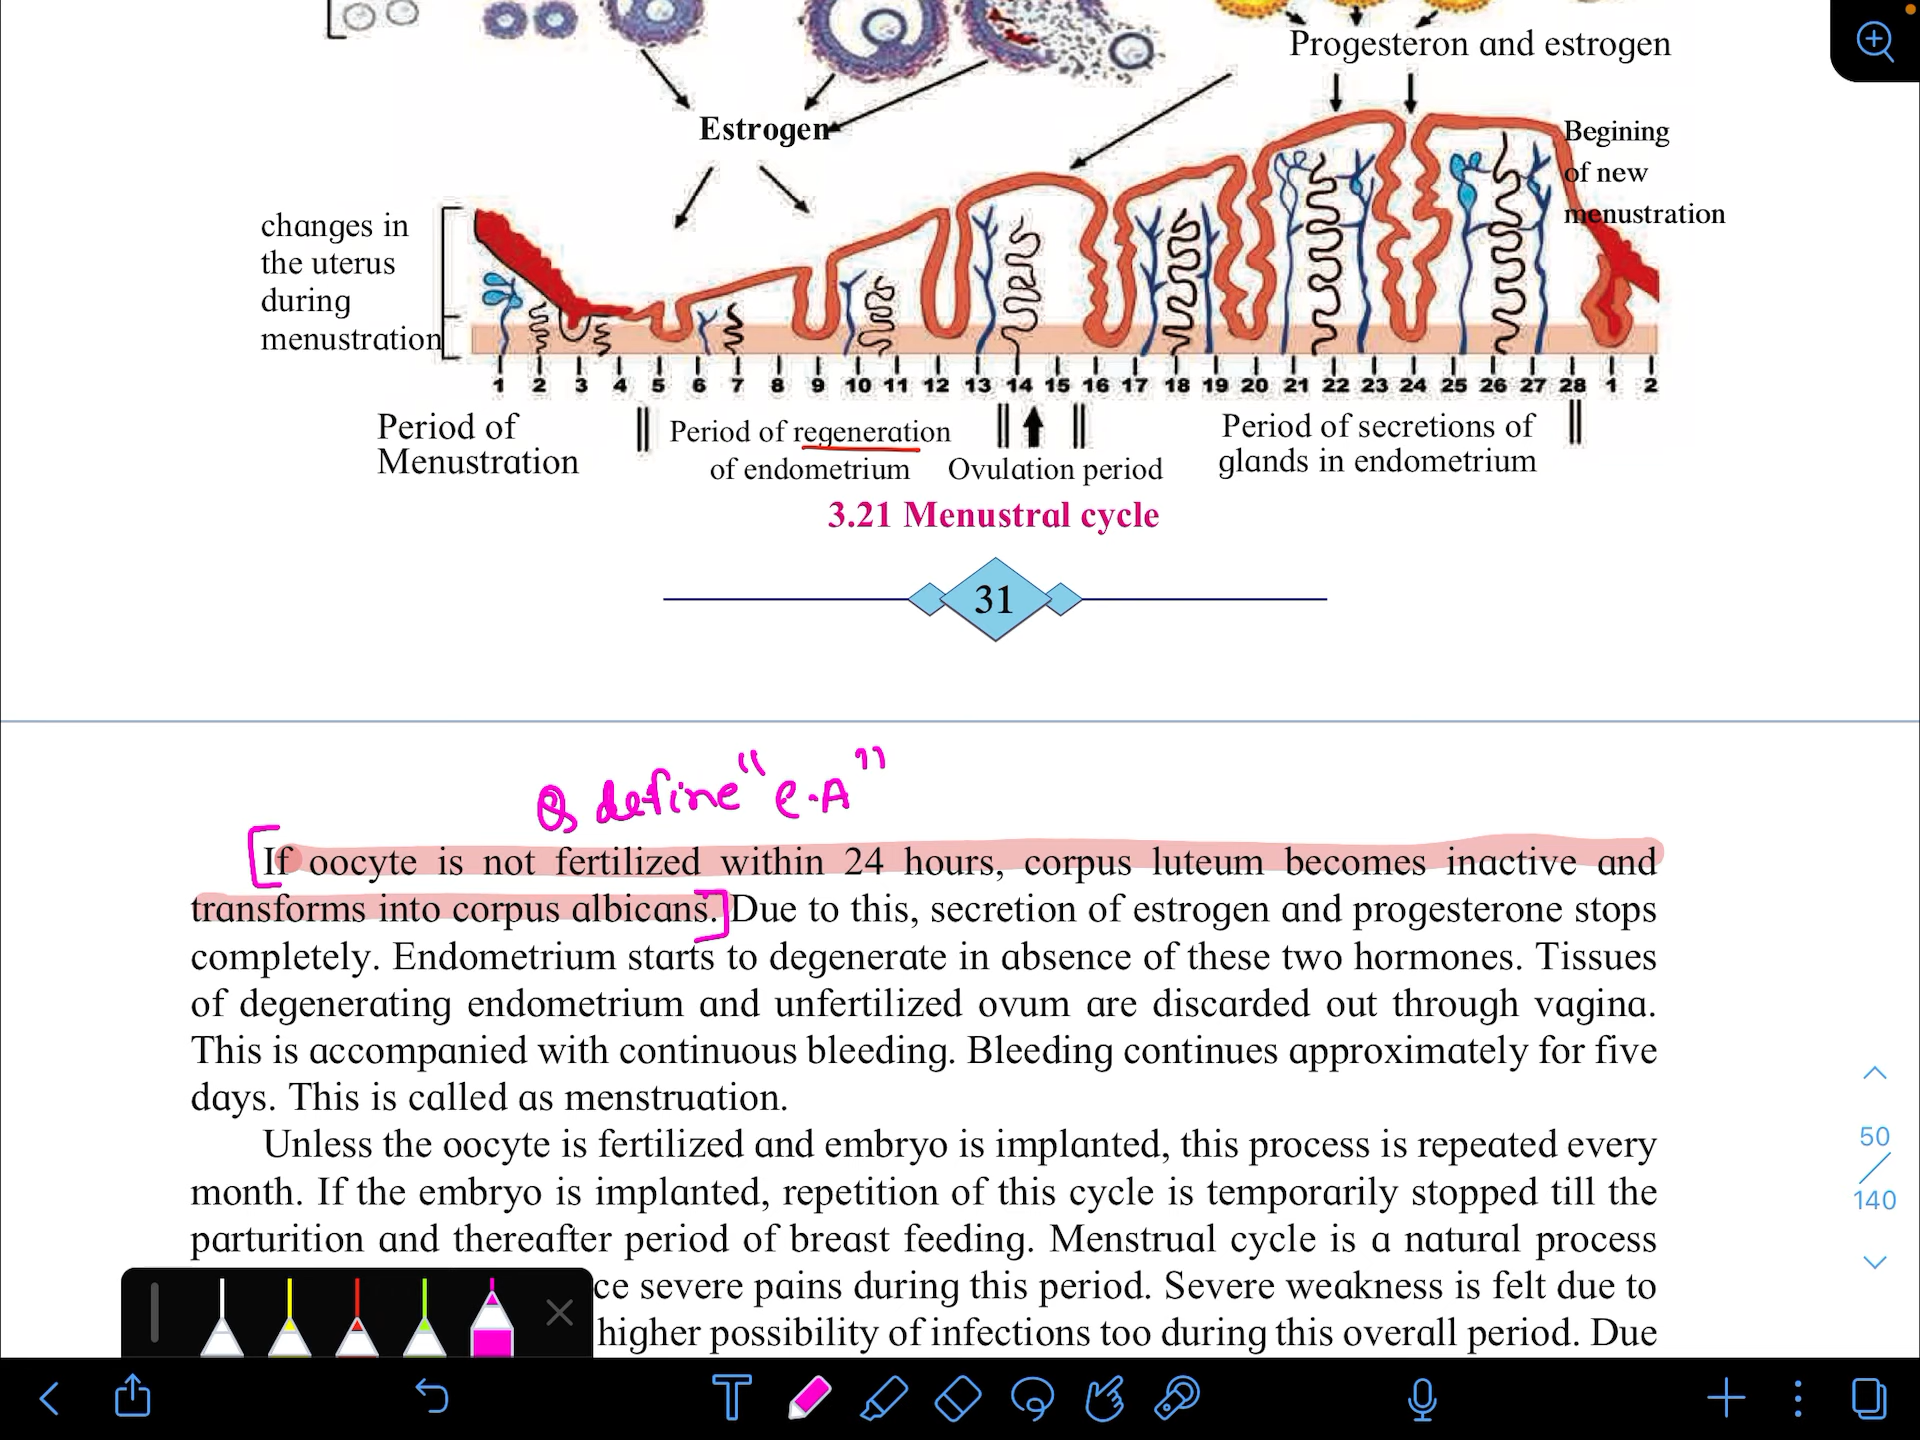 Progesteron and estrogen
Estrogen
Begining
of new
menustration
changes in
the uterus
during
menustration
1 2 3 4 5 6 7 8 9 10 11 12 13 14 15 16 17 18 19 20 21 22 23 24 25 26 27 28 1 2
Period of
Menustration
Period of regeneration
of endometrium
Ovulation period
Period of secretions of
glands in endometrium
3.21 Menustral cycle
31
Q define "C.A"
If oocyte is not fertilized within 24 hours, corpus luteum becomes inactive and
transforms into corpus albicans. Due to this, secretion of estrogen and progesterone stops
completely. Endometrium starts to degenerate in absence of these two hormones. Tissues
of degenerating endometrium and unfertilized ovum are discarded out through vagina.
This is accompanied with continuous bleeding. Bleeding continues approximately for five
days. This is called as menstruation.
Unless the oocyte is fertilized and embryo is implanted, this process is repeated every
month. If the embryo is implanted, repetition of this cycle is temporarily stopped till the
parturition and thereafter period of breast feeding. Menstrual cycle is a natural process
ce severe pains during this period. Severe weakness is felt due to
higher possibility of infections too during this overall period. Due
50
140